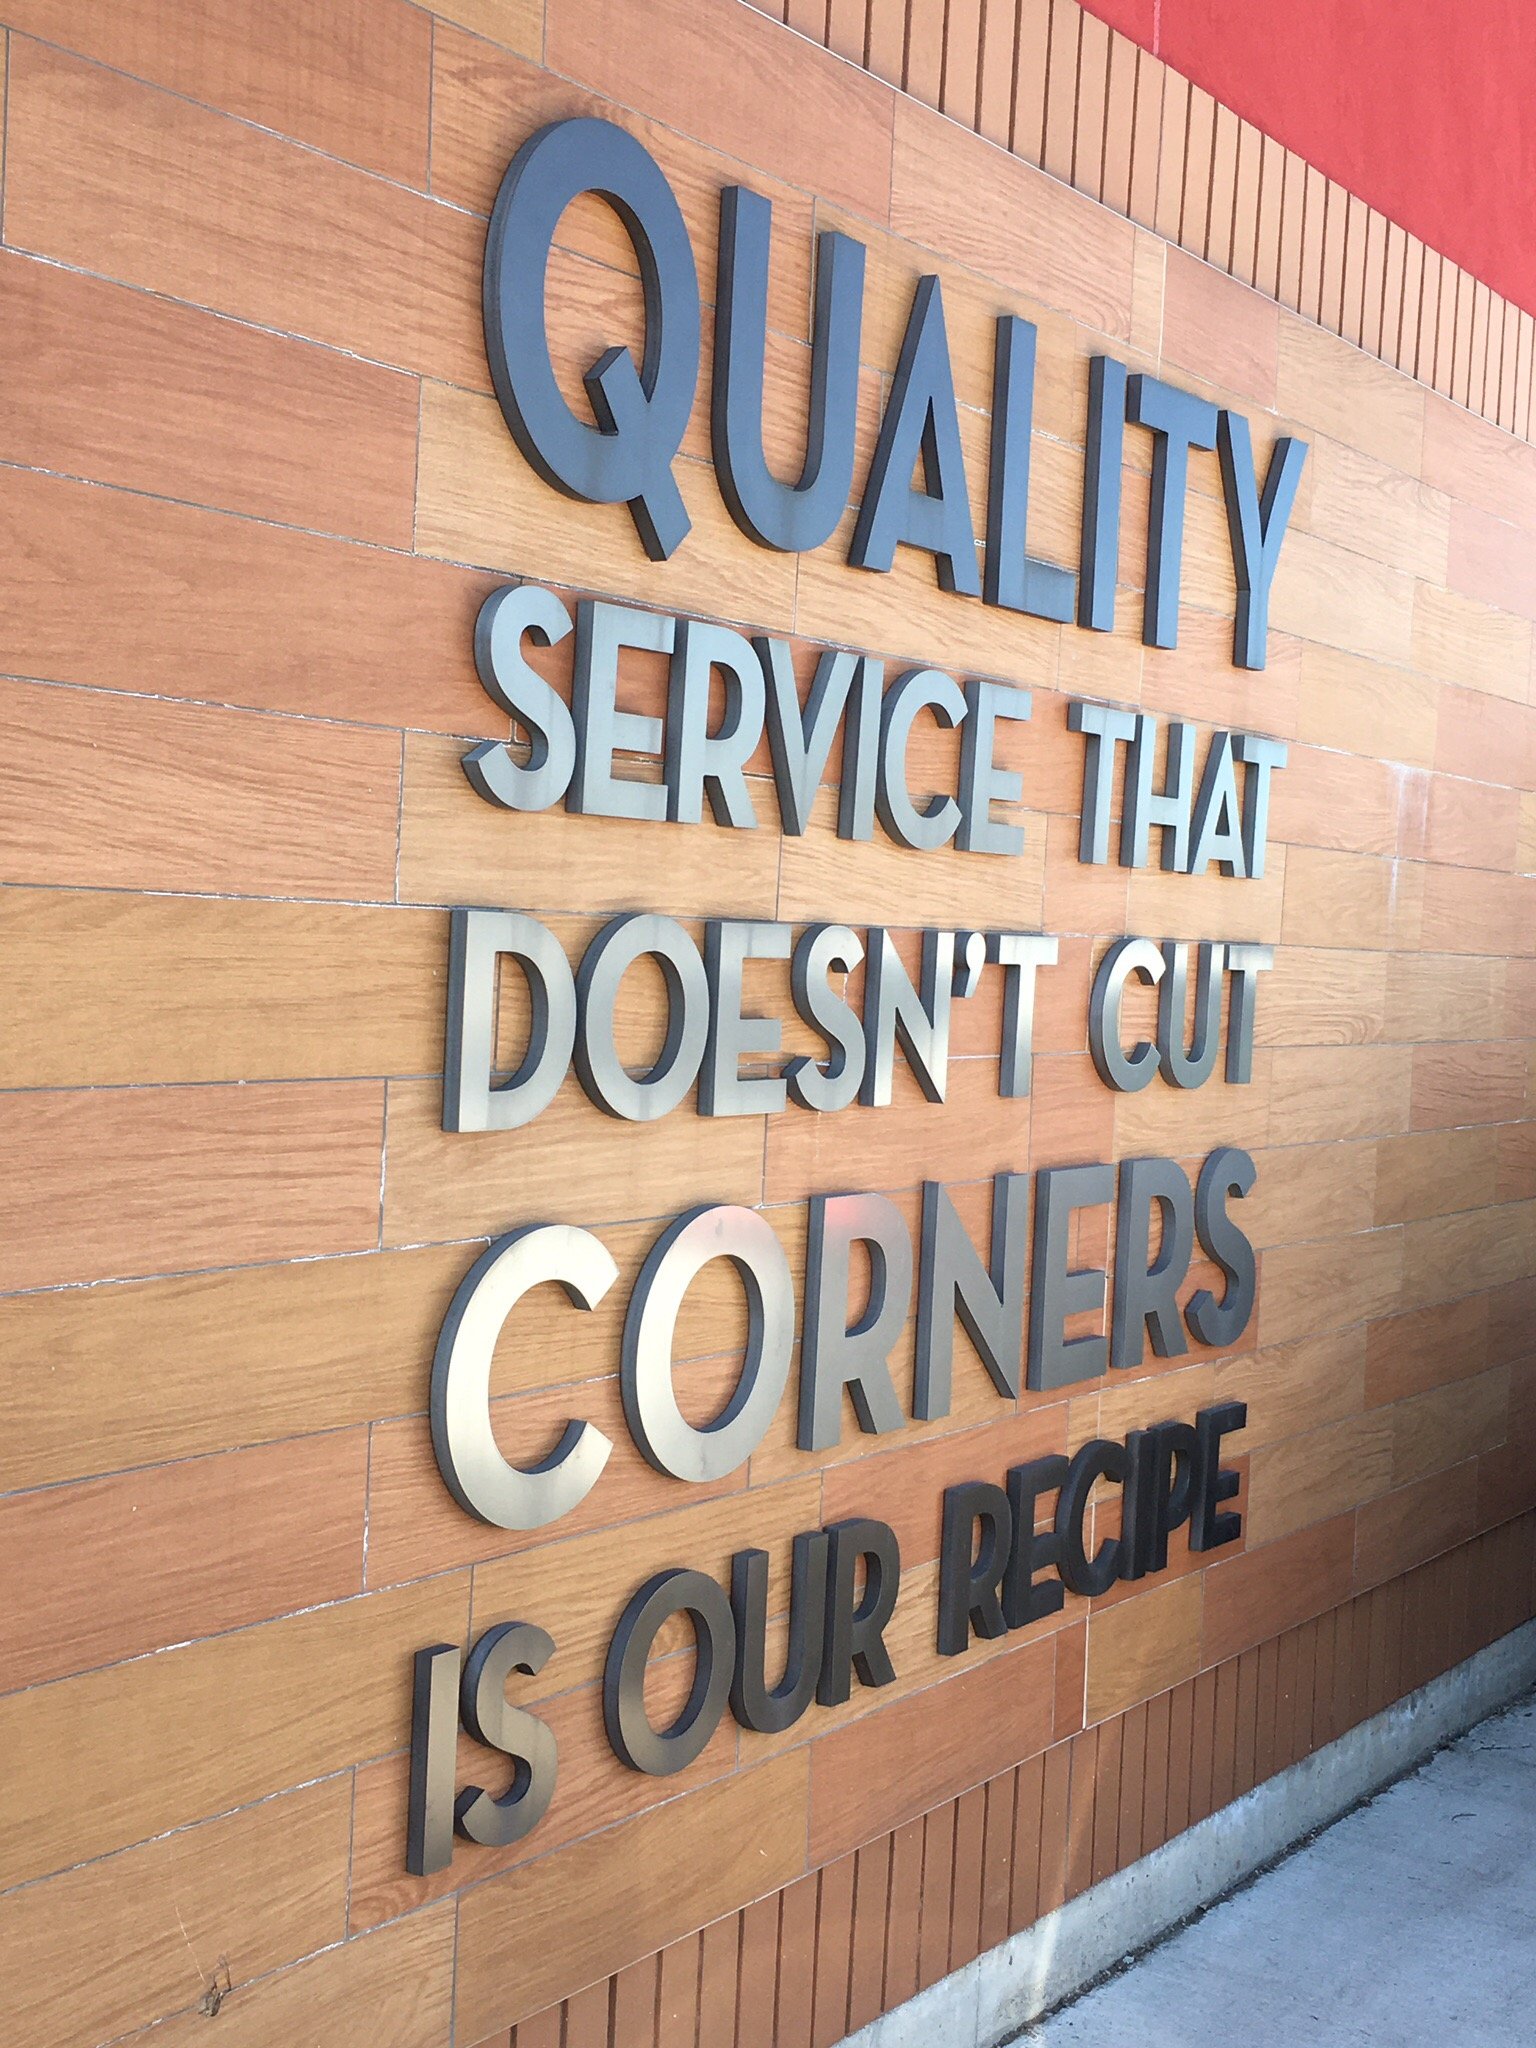 QUALITY
SERVICE THAT
DOESN'T CUT
CORNERS
IS OUR RECIPE